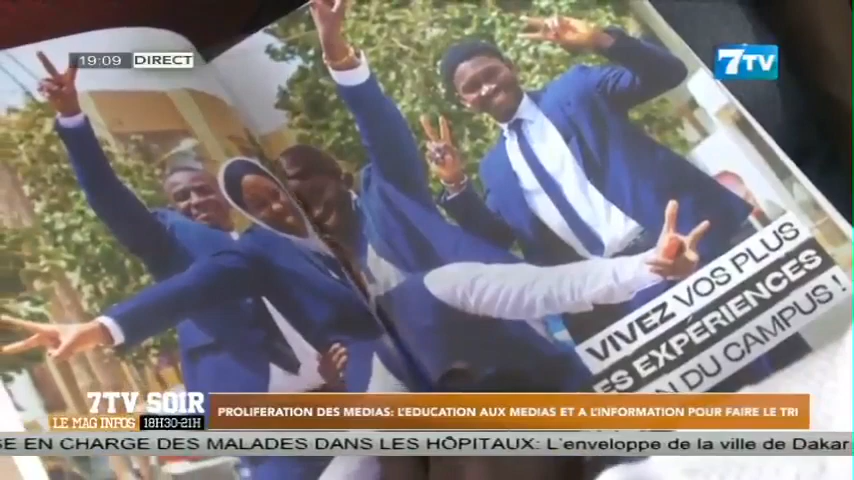 19:09 DIRECT
7TV
VIVEZ VOS PLUS
ES EXPÉRIENCES
N DU CAMPUS !
7TV SOIR
LE MAG INFOS 18H30-21H
PROLIFERATION DES MEDIAS: L'EDUCATION AUX MEDIAS ET A L'INFORMATION POUR FAIRE LE TRI
SE EN CHARGE DES MALADES DANS LES HÔPITAUX: L'enveloppe de la ville de Dakar